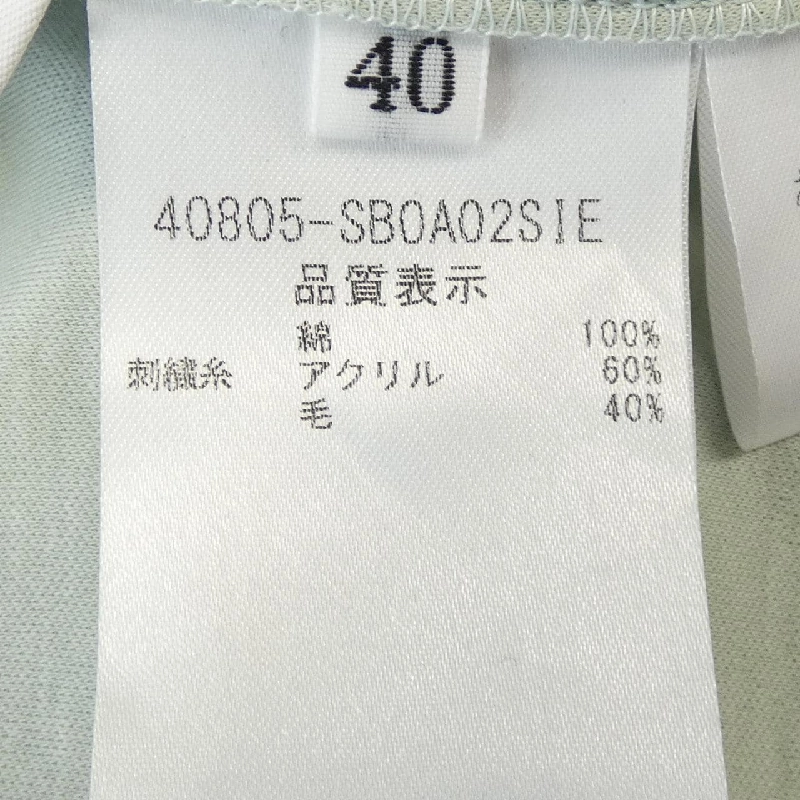 40
40805-SB0A02SIE
品質表示
綿 100%
刺繍糸 アクリル 60%
毛 40%